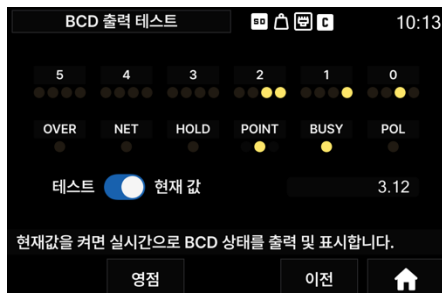 BCD 출력 테스트 SD C 10:13
5 4 3 2 1 0
OVER NET HOLD POINT BUSY POL
테스트 현재 값 3.12
현재값을 켜면 실시간으로 BCD 상태를 출력 및 표시합니다.
영점 이전